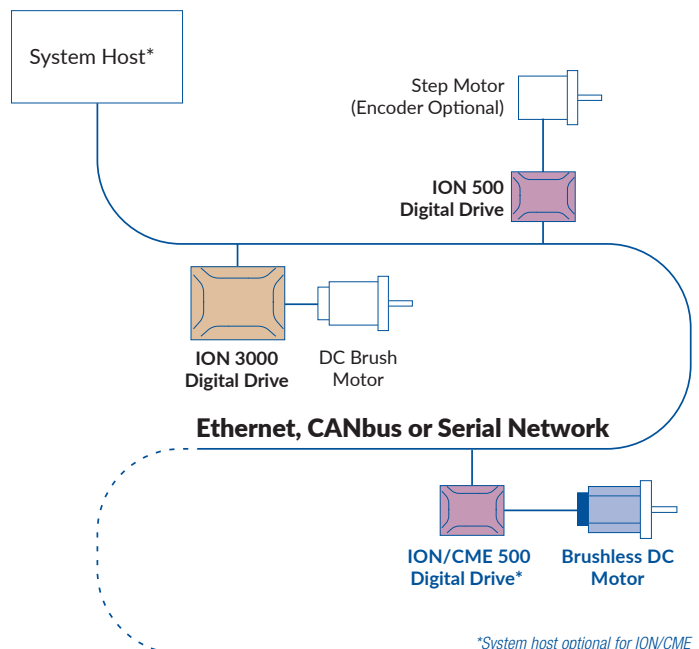 System Host*
Step Motor
(Encoder Optional)
ION 500
Digital Drive
ION 3000
Digital Drive
DC Brush
Motor
Ethernet, CANbus or Serial Network
ION/CME 500
Digital Drive*
Brushless DC
Motor
*System host optional for ION/CME